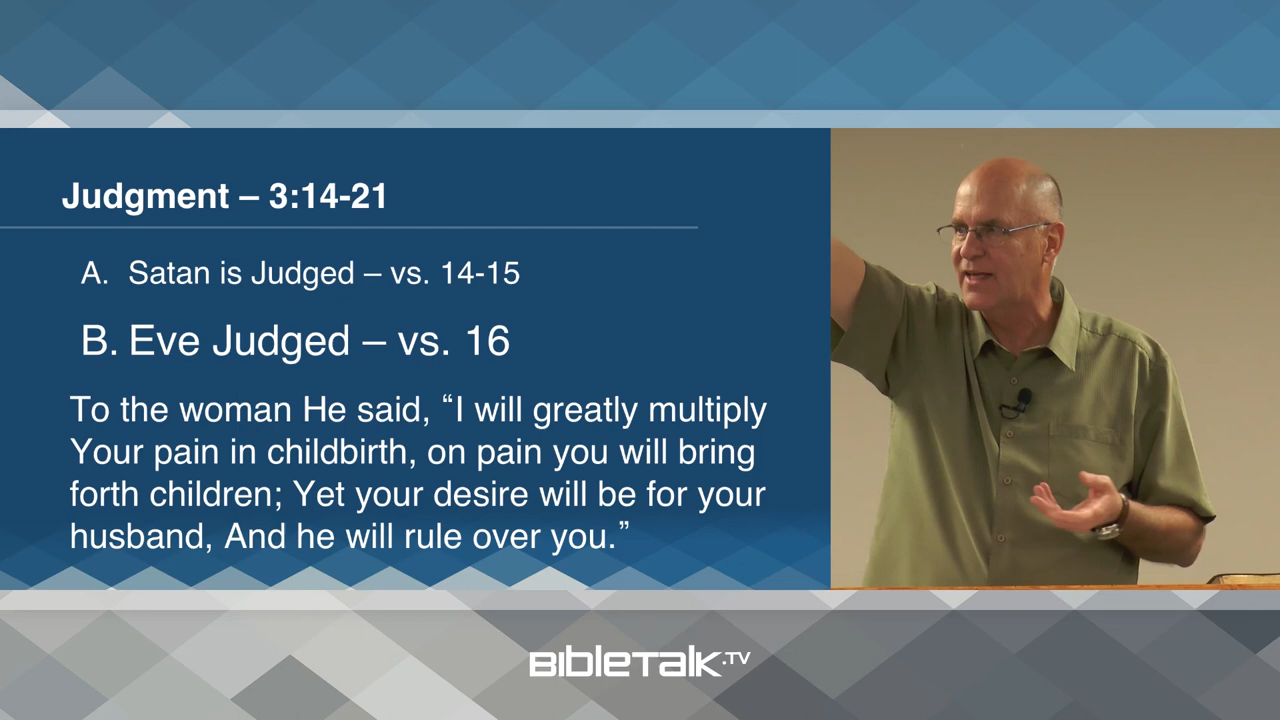 Judgment – 3:14-21
A. Satan is Judged – vs. 14-15
B. Eve Judged – vs. 16
To the woman He said, “I will greatly multiply
Your pain in childbirth, on pain you will bring
forth children; Yet your desire will be for your
husband, And he will rule over you.”
BIBLETALK.TV